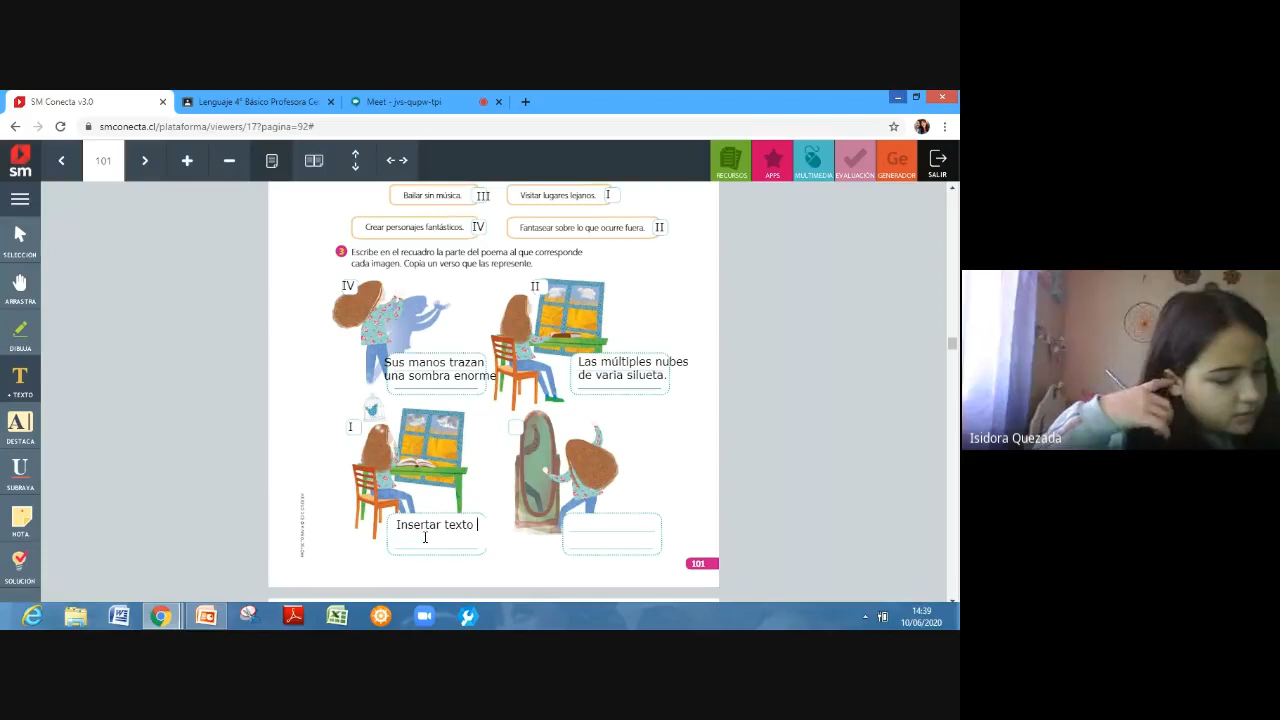 SM Conecta v3.0
Lenguaje 4° Básico Profesora Ce
Meet - jvs-qupw-tpi
smconecta.cl/plataforma/viewers/17?pagina=92#
sm
101
RECURSOS
APPS
MULTIMEDIA
EVALUACIÓN
Ge
GENERADOR
SALIR
SELECCIÓN
ARRASTRA
DIBUJA
T
+ TEXTO
A
DESTACA
U
SUBRAYA
NOTA
SOLUCIÓN
Bailar sin música. III
Visitar lugares lejanos. I
Crear personajes fantásticos. IV
Fantasear sobre lo que ocurre fuera. II
3 Escribe en el recuadro la parte del poema al que corresponde
cada imagen. Copia un verso que las represente.
IV
II
Sus manos trazan
una sombra enorme
Las múltiples nubes
de varia silueta.
I
Insertar texto
101
Isidora Quezada
14:39
10/06/2020